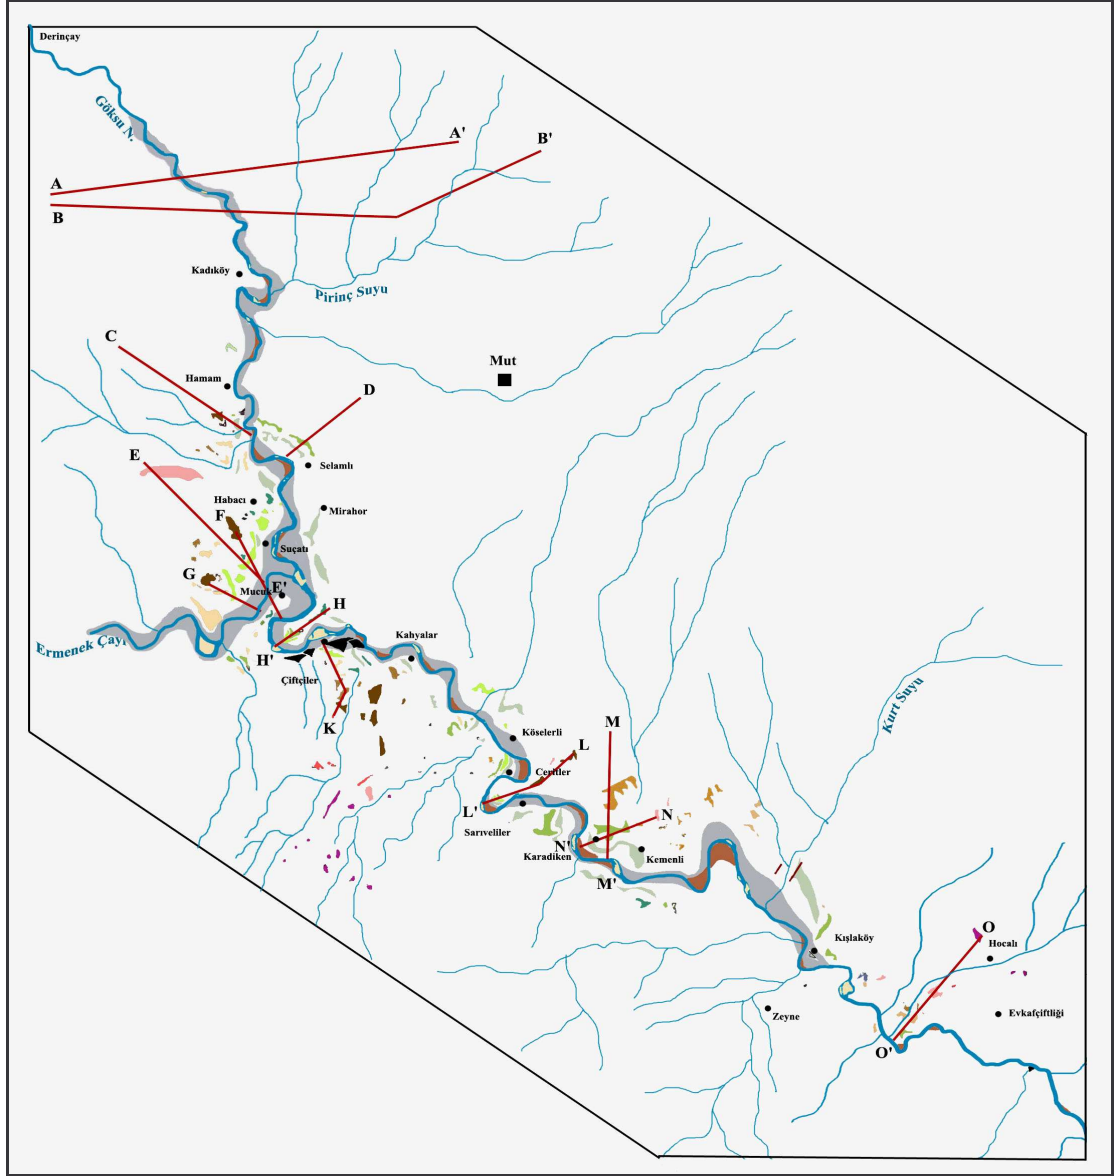 Derinçay
Göksu N.
A'
B'
A
B
Kadıköy
Pirinç Suyu
C
Mut
Hamam
D
E
Selamlı
Habacı
F
Mirahor
Suçatı
G
Mucuk
E'
H
Ermenek Çayı
Kahyalar
H'
Çiftçiler
Kurt Suyu
K
M
Köselerli
L
Ceritler
L'
N
Sarıveliler
N'
Karadiken
Kemenli
M'
O
Kışlaköy
Hocalı
Zeyne
Evkafçiftliği
O'